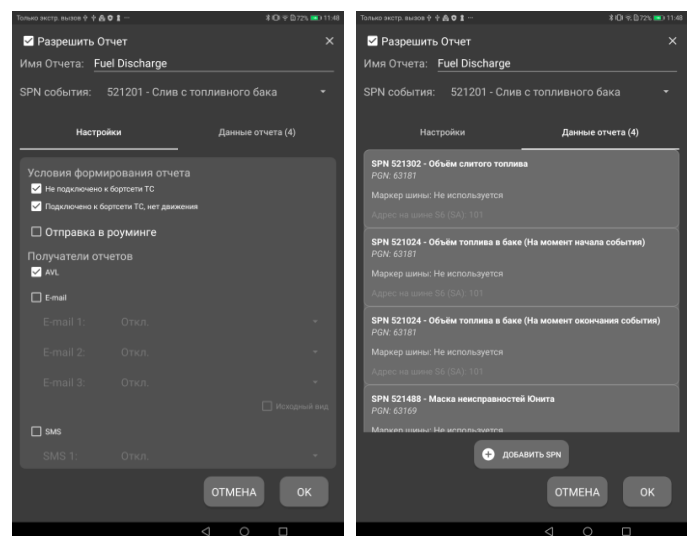 Только экстр. вызов
72% 11:48
Разрешить Отчет ×
Имя Отчета: Fuel Discharge
SPN события: 521201 - Слив с топливного бака
Настройки Данные отчета (4)
Условия формирования отчета
Не подключено к бортсети ТС
Подключено к бортсети ТС, нет движения
Отправка в роуминге
Получатели отчетов
AVL
E-mail
E-mail 1: Откл.
E-mail 2: Откл.
E-mail 3: Откл.
Исходный вид
SMS
SMS 1: Откл.
ОТМЕНА OK
Только экстр. вызов
72% 11:48
Разрешить Отчет ×
Имя Отчета: Fuel Discharge
SPN события: 521201 - Слив с топливного бака
Настройки Данные отчета (4)
SPN 521302 - Объём слитого топлива
PGN: 63181
Маркер шины: Не используется
Адрес на шине S6 (SA): 101
SPN 521024 - Объём топлива в баке (На момент начала события)
PGN: 63181
Маркер шины: Не используется
Адрес на шине S6 (SA): 101
SPN 521024 - Объём топлива в баке (На момент окончания события)
PGN: 63181
Маркер шины: Не используется
Адрес на шине S6 (SA): 101
SPN 521488 - Маска неисправностей Юнита
PGN: 63169
Маркер шины: Не используется
ДОБАВИТЬ SPN
ОТМЕНА OK